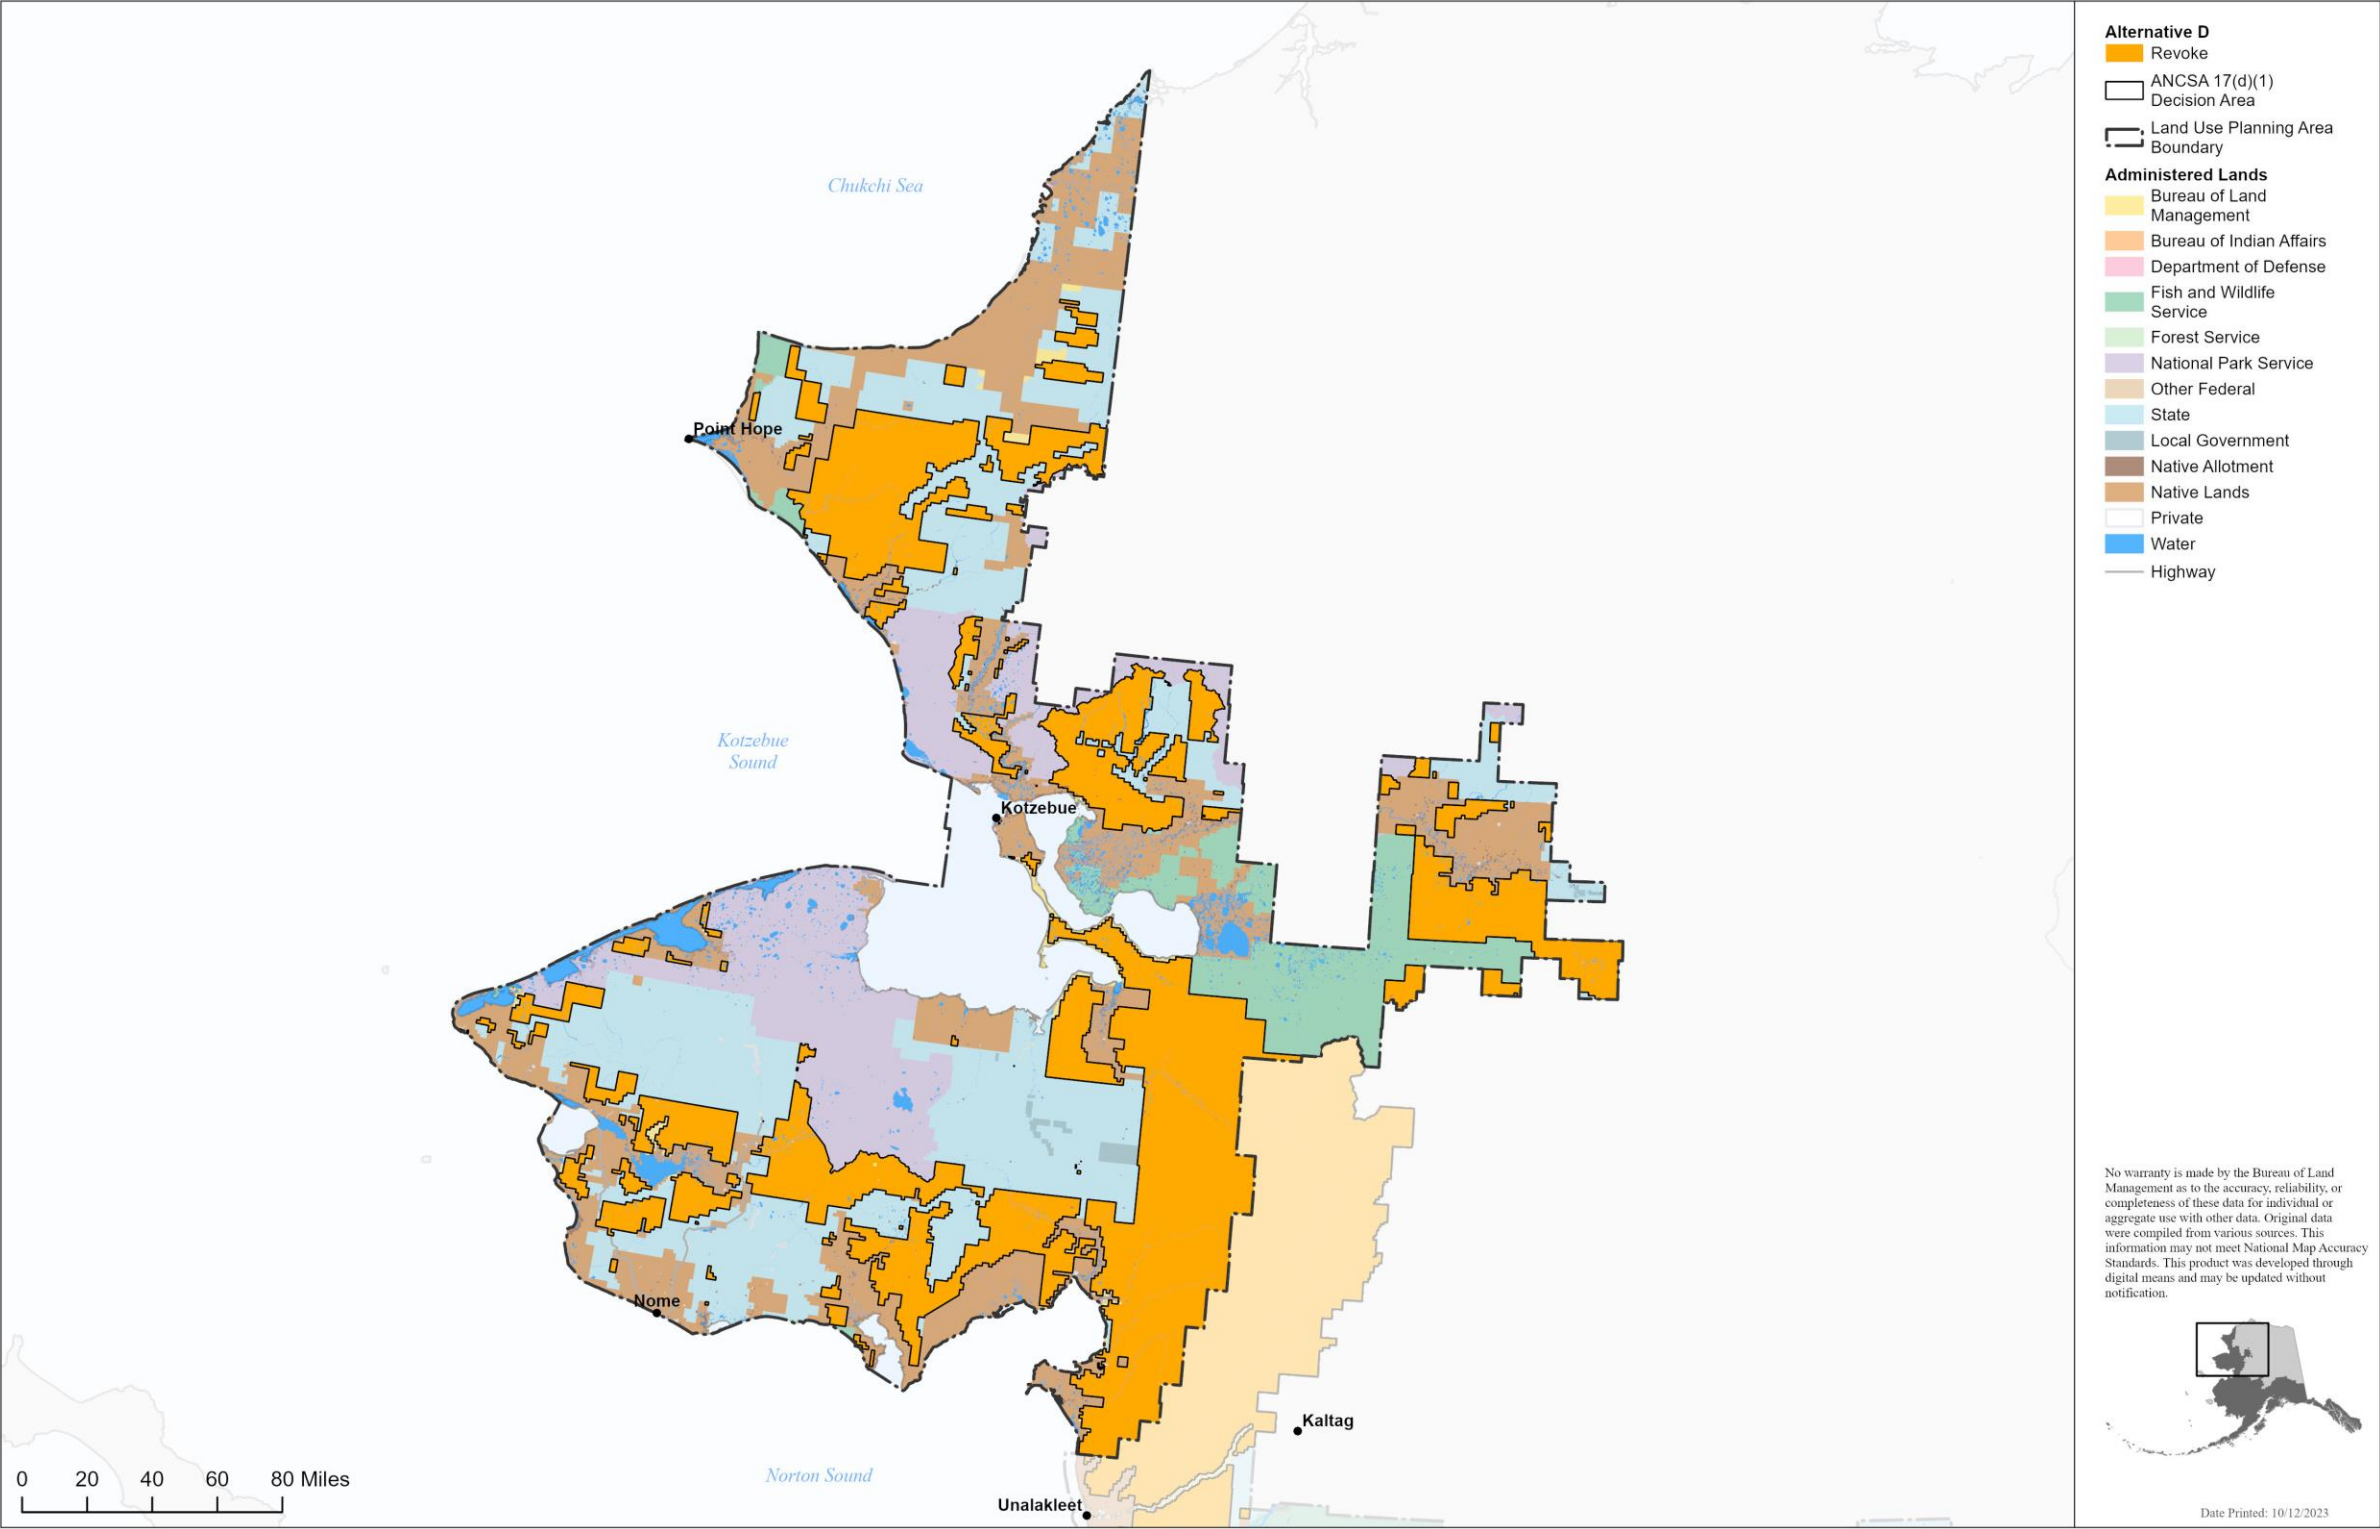 Chukchi Sea
Point Hope
Kotzebue
Sound
Kotzebue
Nome
Kaltag
Norton Sound
Unalakleet
0 20 40 60 80 Miles
Alternative D
Revoke
ANCSA 17(d)(1)
Decision Area
Land Use Planning Area
Boundary
Administered Lands
Bureau of Land
Management
Bureau of Indian Affairs
Department of Defense
Fish and Wildlife
Service
Forest Service
National Park Service
Other Federal
State
Local Government
Native Allotment
Native Lands
Private
Water
Highway
No warranty is made by the Bureau of Land
Management as to the accuracy, reliability, or
completeness of these data for individual or
aggregate use with other data. Original data
were compiled from various sources. This
information may not meet National Map Accuracy
Standards. This product was developed through
digital means and may be updated without
notification.
Date Printed: 10/12/2023